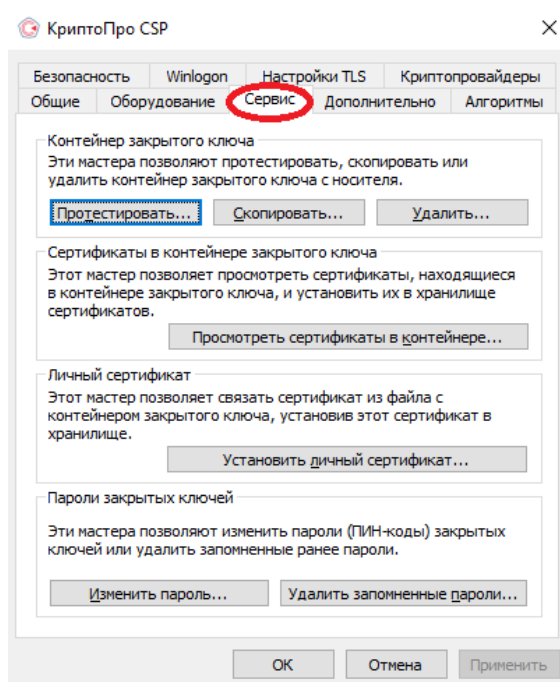 КриптоПро CSP
Безопасность Winlogon Настройки TLS Криптопровайдеры
Общие Оборудование Сервис Дополнительно Алгоритмы
Контейнер закрытого ключа
Эти мастера позволяют протестировать, скопировать или
удалить контейнер закрытого ключа с носителя.
Протестировать... Скопировать... Удалить...
Сертификаты в контейнере закрытого ключа
Этот мастер позволяет просмотреть сертификаты, находящиеся
в контейнере закрытого ключа, и установить их в хранилище
сертификатов.
Просмотреть сертификаты в контейнере...
Личный сертификат
Этот мастер позволяет связать сертификат из файла с
контейнером закрытого ключа, установив этот сертификат в
хранилище.
Установить личный сертификат...
Пароли закрытых ключей
Эти мастера позволяют изменить пароли (ПИН-коды) закрытых
ключей или удалить запомненные ранее пароли.
Изменить пароль... Удалить запомненные пароли...
ОК Отмена Применить